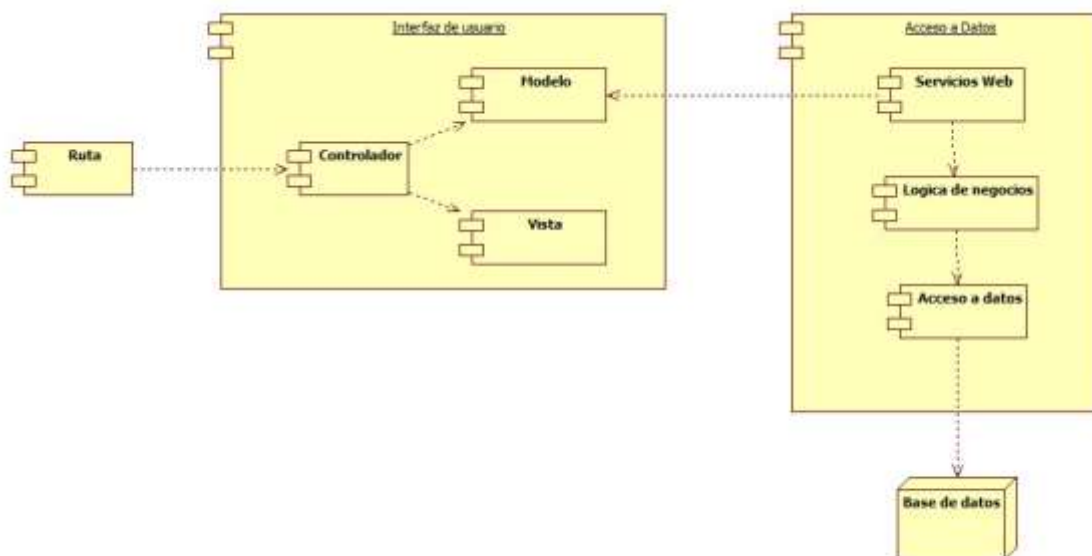 Interfaz de usuario
Acceso a Datos
Modelo
Servicios Web
Ruta
Controlador
Logica de negocios
Vista
Acceso a datos
Base de datos